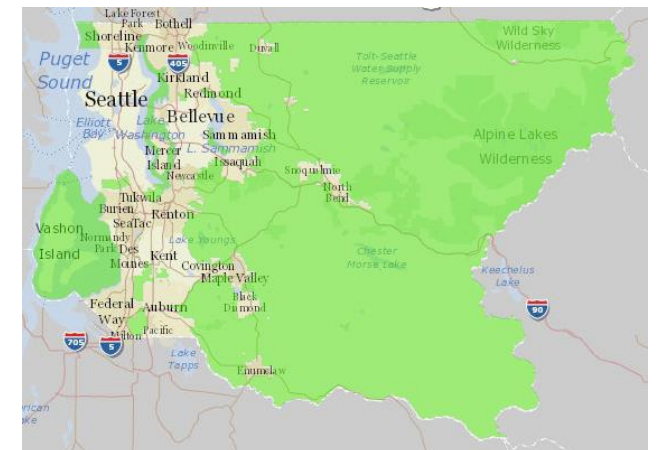 Lake Forest
Park
Bothell
Shoreline
Kenmore
Woodinville
Duvall
Wild Sky
Wilderness
Puget
Sound
5
405
Tolt-Seattle
Water Supply
Reservoir
Kirkland
Redmond
Seattle
Bellevue
Elliott
Bay
Lake
Washington
Sammamish
Alpine Lakes
Wilderness
Mercer
Island
L. Sammamish
Issaquah
Newcastle
Snoqualmie
North
Bend
Tukwila
Burien
SeaTac
Renton
Vashon
Island
Normandy
Park
Des
Moines
Lake Youngs
Kent
Chester
Morse Lake
Covington
Maple Valley
Keechelus
Lake
Black
Diamond
Federal
Way
Auburn
90
Milton
Pacific
705
5
Lake
Tapps
Enumclaw